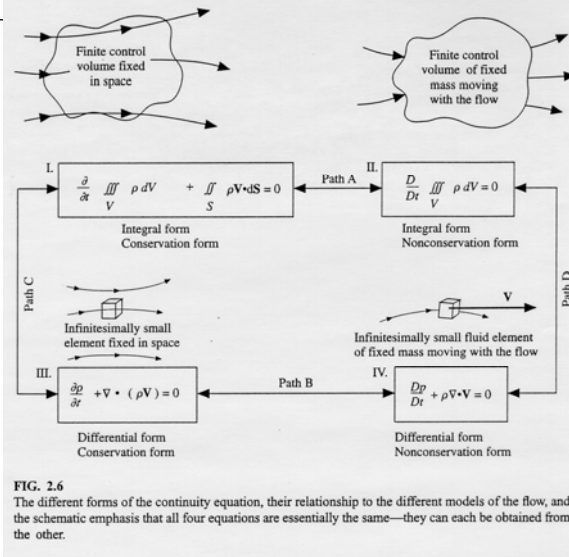 Finite control
volume fixed
in space
Finite control
volume of fixed
mass moving
with the flow
I.
∂/∂t ∭_V ρ dV + ∬_S ρV•dS = 0
Path A
II.
D/Dt ∭_V ρ dV = 0
Integral form
Conservation form
Integral form
Nonconservation form
Path C
Path D
Infinitesimally small
element fixed in space
V
Infinitesimally small fluid element
of fixed mass moving with the flow
III.
∂ρ/∂t +∇ • (ρV) = 0
Path B
IV.
Dρ/Dt + ρ∇•V = 0
Differential form
Conservation form
Differential form
Nonconservation form
FIG. 2.6
The different forms of the continuity equation, their relationship to the different models of the flow, and
the schematic emphasis that all four equations are essentially the same—they can each be obtained from
the other.